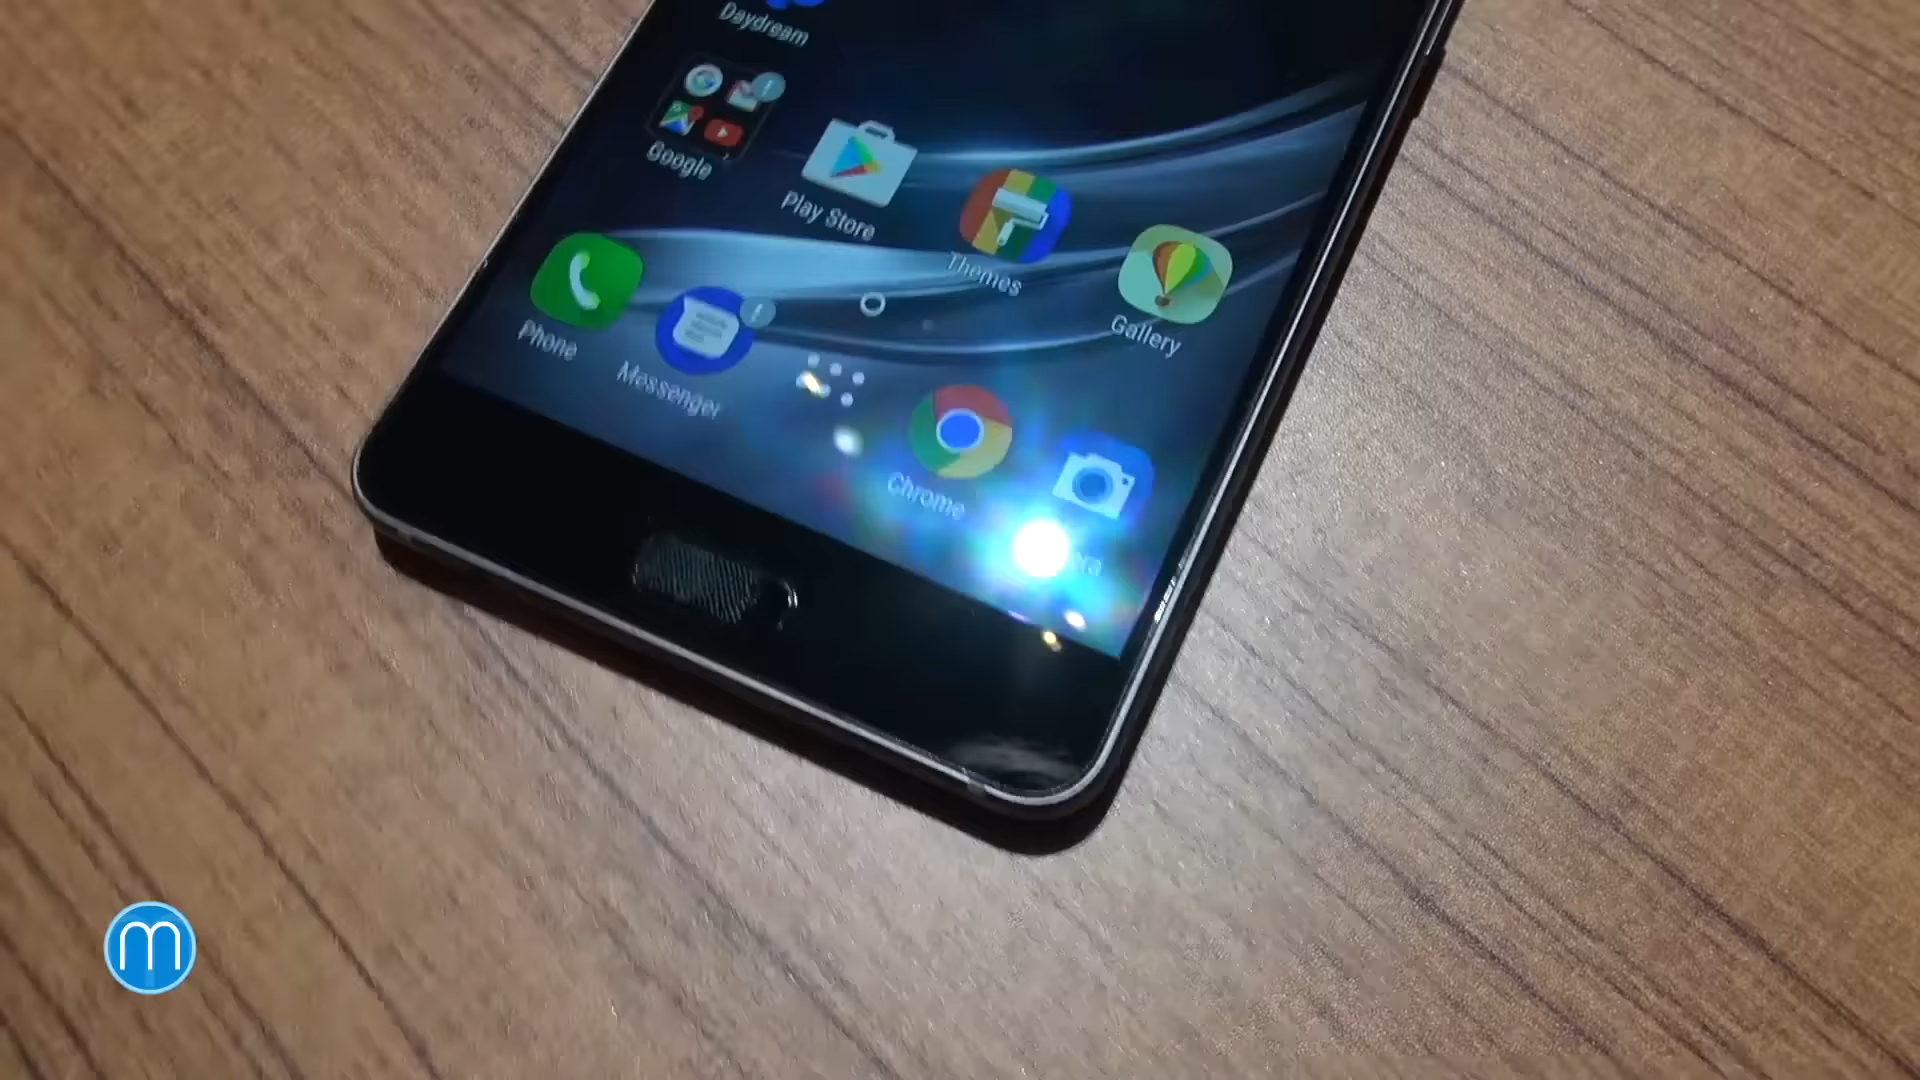 Daydream
Google
Play Store
Themes
Gallery
Phone
Messenger
Chrome
m